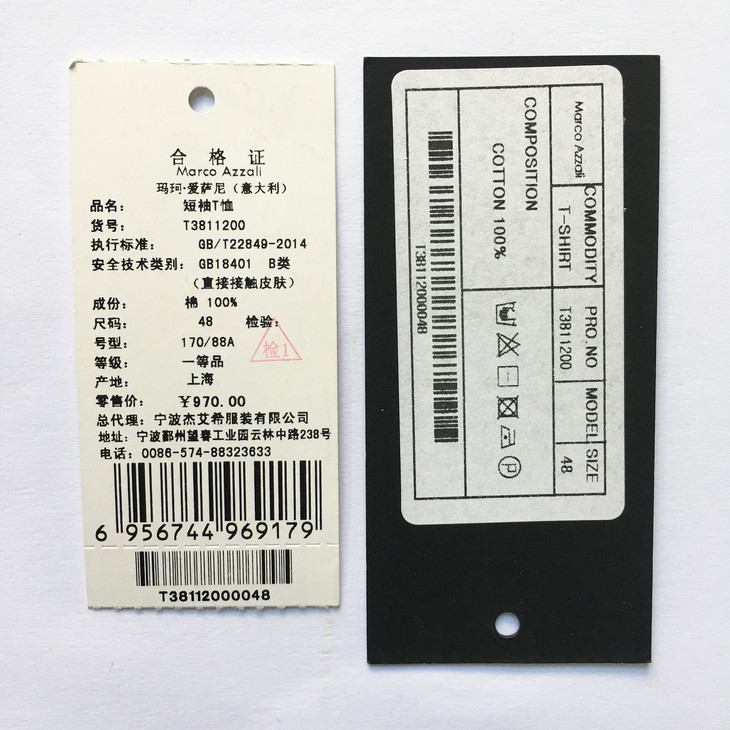 合格证
Marco Azzali
玛珂·爱萨尼（意大利）
品名： 短袖T恤
货号： T3811200
执行标准： GB/T22849-2014
安全技术类别： GB18401 B类
（直接接触皮肤）
成份： 棉 100%
尺码： 48 检验：
检1
号型： 170/88A
等级： 一等品
产地： 上海
零售价： ￥970.00
总代理：宁波杰艾希服装有限公司
地址：宁波鄞州望春工业园云林中路238号
电话：0086-574-88323633
6 956744 969179
T38112000048
Marco Azzali
COMMODITY PRO.NO MODEL SIZE
T-SHIRT T3811200 48
COMPOSITION
COTTON 100%
P
T38112000048